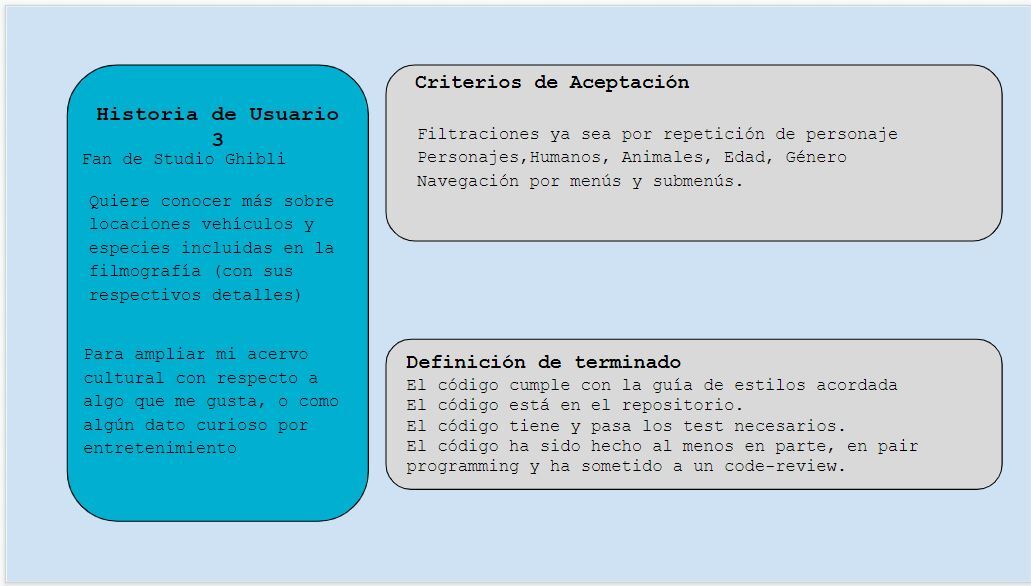 Historia de Usuario
3
Fan de Studio Ghibli
Quiere conocer más sobre
locaciones vehículos y
especies incluidas en la
filmografía (con sus
respectivos detalles)
Para ampliar mi acervo
cultural con respecto a
algo que me gusta, o como
algún dato curioso por
entretenimiento
Criterios de Aceptación
Filtraciones ya sea por repetición de personaje
Personajes,Humanos, Animales, Edad, Género
Navegación por menús y submenús.
Definición de terminado
El código cumple con la guía de estilos acordada
El código está en el repositorio.
El código tiene y pasa los test necesarios.
El código ha sido hecho al menos en parte, en pair
programming y ha sometido a un code-review.